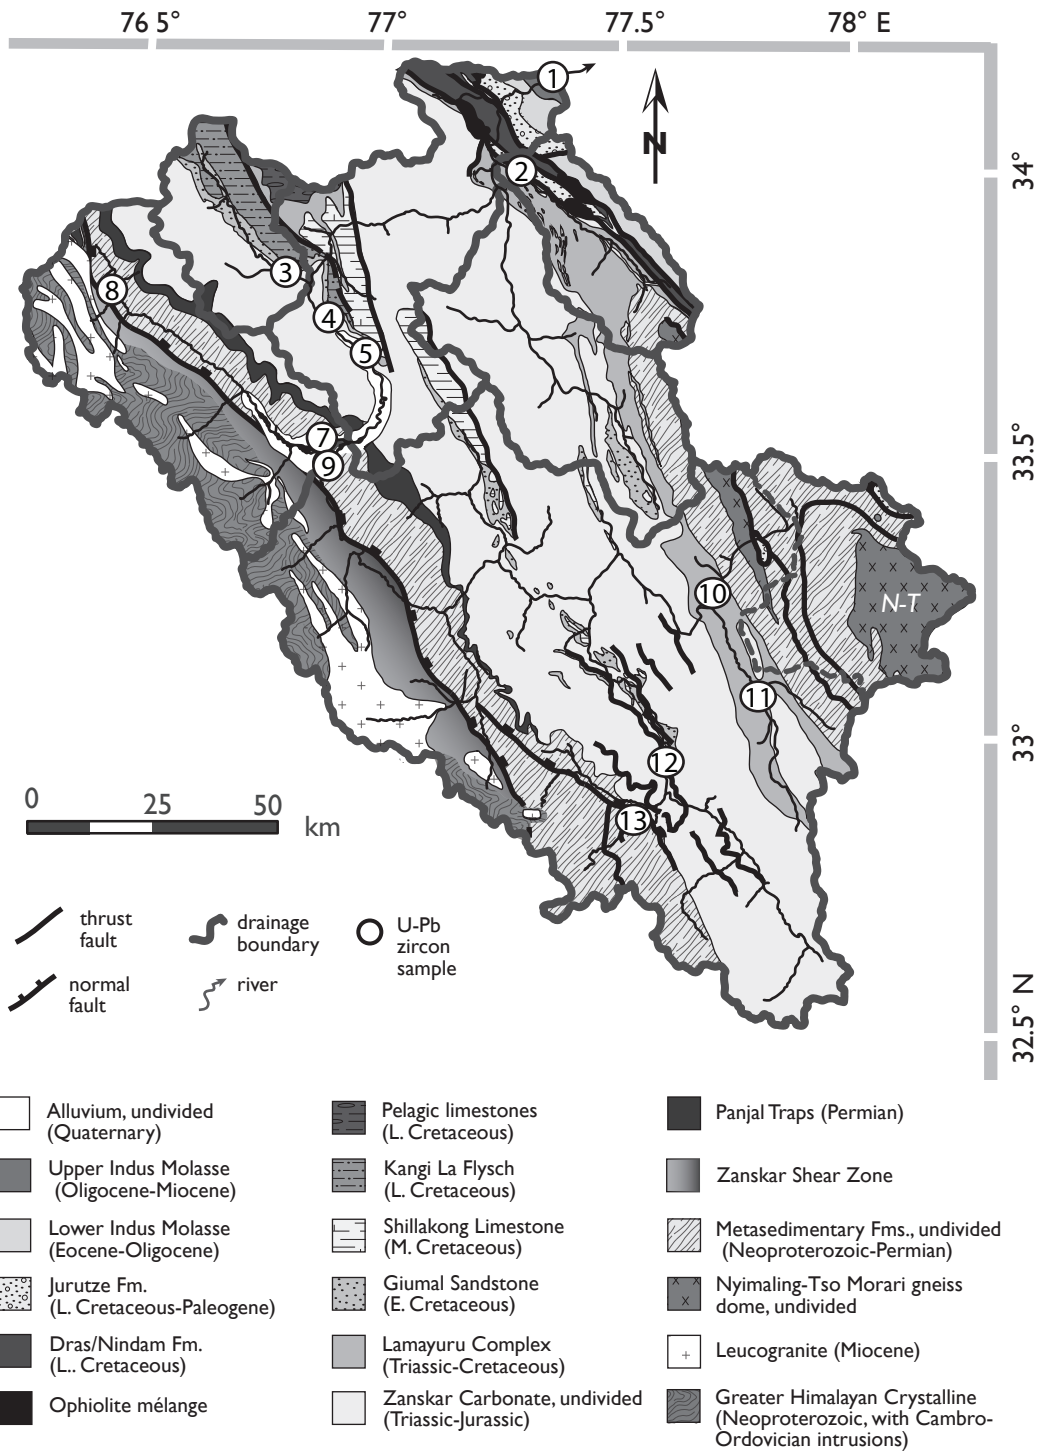 76 5° 77° 77.5° 78° E
1
N
34°
2
3
8
4
5
7
9
33.5°
10
N-T
11
33°
12
13
0 25 50
km
thrust
fault
drainage
boundary
U-Pb
zircon
sample
normal
fault
river
32.5° N
Alluvium, undivided
(Quaternary)
Upper Indus Molasse
(Oligocene-Miocene)
Lower Indus Molasse
(Eocene-Oligocene)
Jurutze Fm.
(L. Cretaceous-Paleogene)
Dras/Nindam Fm.
(L.. Cretaceous)
Ophiolite mélange
Pelagic limestones
(L. Cretaceous)
Kangi La Flysch
(L. Cretaceous)
Shillakong Limestone
(M. Cretaceous)
Giumal Sandstone
(E. Cretaceous)
Lamayuru Complex
(Triassic-Cretaceous)
Zanskar Carbonate, undivided
(Triassic-Jurassic)
Panjal Traps (Permian)
Zanskar Shear Zone
Metasedimentary Fms., undivided
(Neoproterozoic-Permian)
Nyimaling-Tso Morari gneiss
dome, undivided
Leucogranite (Miocene)
Greater Himalayan Crystalline
(Neoproterozoic, with Cambro-
Ordovician intrusions)